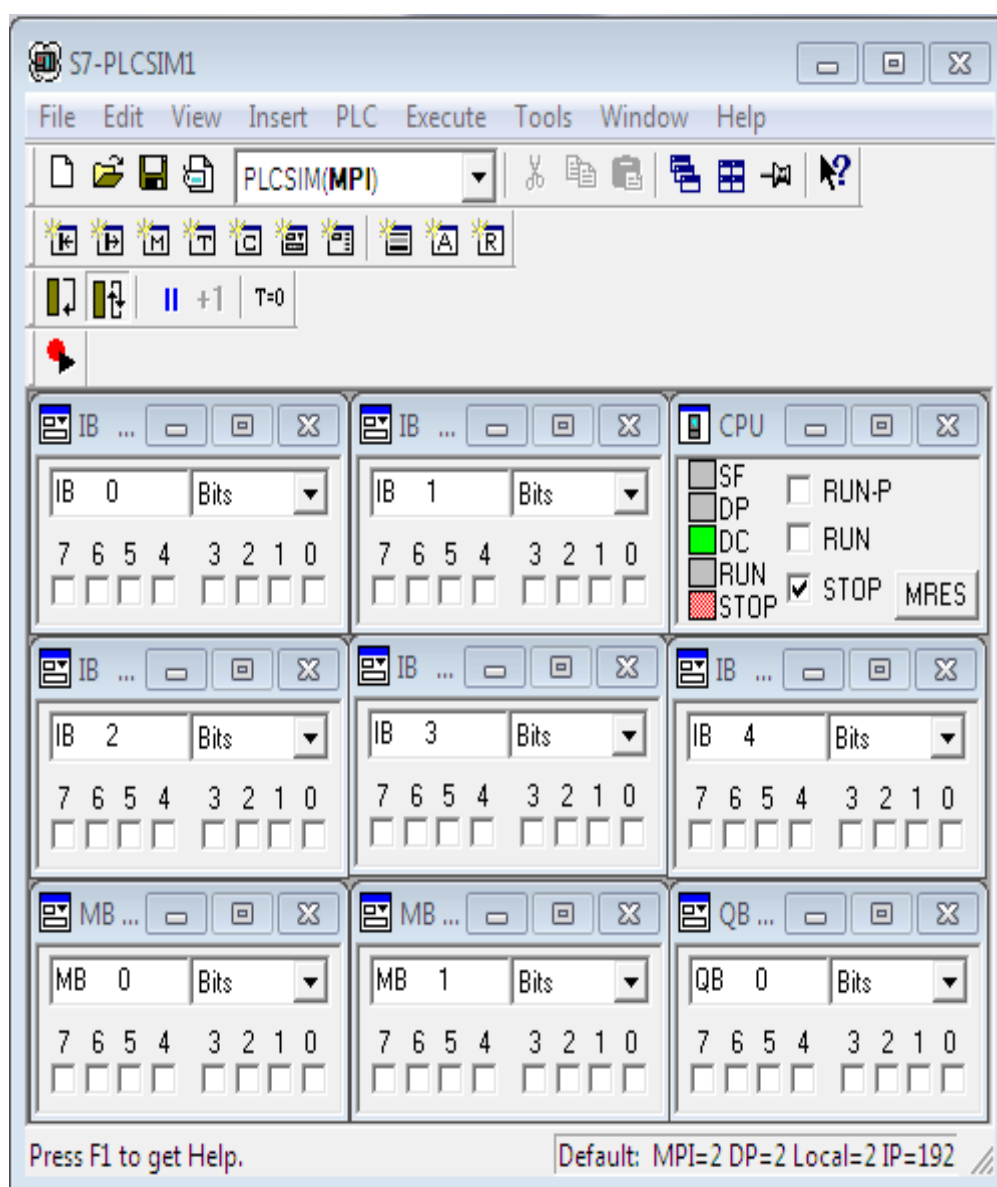 S7-PLCSIM1
File Edit View Insert PLC Execute Tools Window Help
PLCSIM(MPI)
M T C A R
+1 T=0
IB ... IB ... CPU
IB 0 Bits IB 1 Bits
7 6 5 4 3 2 1 0 7 6 5 4 3 2 1 0
SF
DP
DC
RUN
STOP
RUN-P
RUN
STOP MRES
IB ... IB ... IB ...
IB 2 Bits IB 3 Bits IB 4 Bits
7 6 5 4 3 2 1 0 7 6 5 4 3 2 1 0 7 6 5 4 3 2 1 0
MB ... MB ... QB ...
MB 0 Bits MB 1 Bits QB 0 Bits
7 6 5 4 3 2 1 0 7 6 5 4 3 2 1 0 7 6 5 4 3 2 1 0
Press F1 to get Help. Default: MPI=2 DP=2 Local=2 IP=192